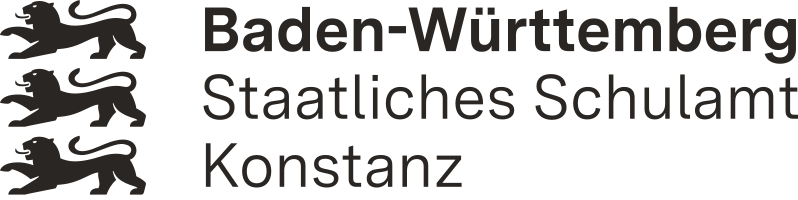 Baden-Württemberg
Staatliches Schulamt
Konstanz